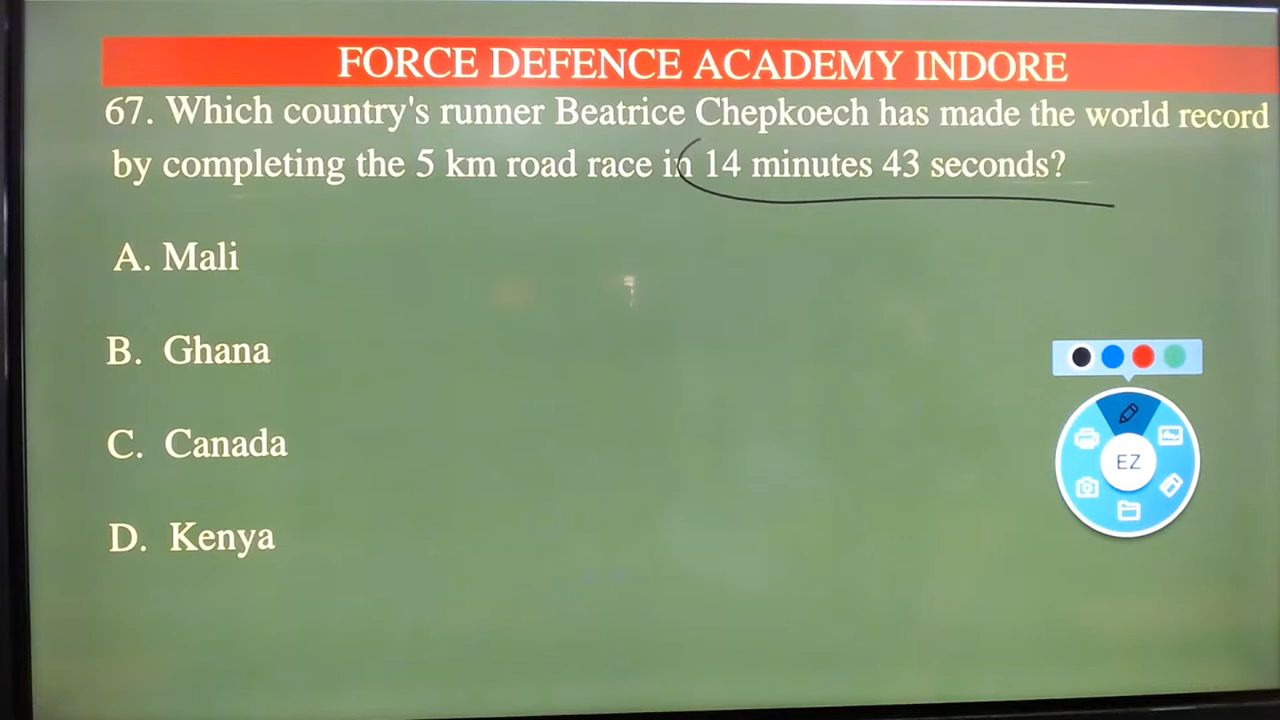 FORCE DEFENCE ACADEMY INDORE
67. Which country's runner Beatrice Chepkoech has made the world record
by completing the 5 km road race in 14 minutes 43 seconds?
A. Mali
B. Ghana
C. Canada
D. Kenya
EZ